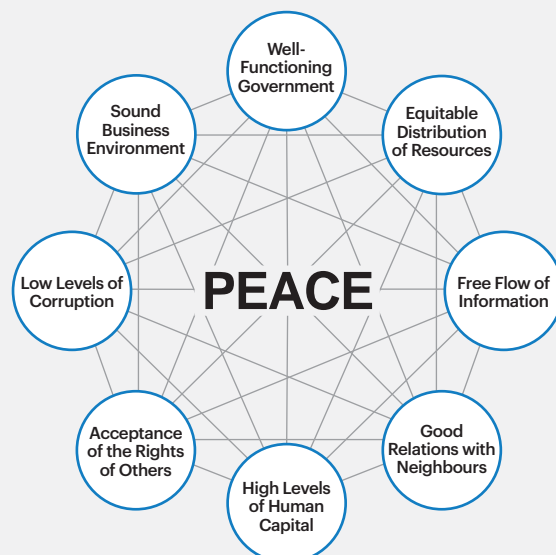 Well-
Functioning
Government
Sound
Business
Environment
Equitable
Distribution
of Resources
Low Levels of
Corruption
PEACE
Free Flow of
Information
Acceptance
of the Rights
of Others
Good
Relations with
Neighbours
High Levels
of Human
Capital